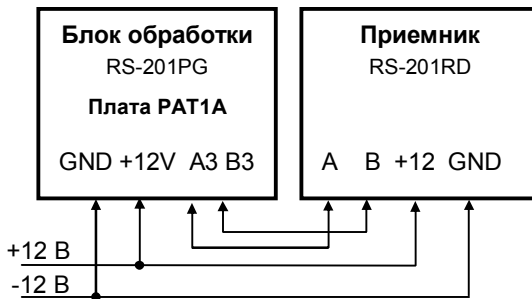 Блок обработки
RS-201PG
Плата PAT1A
GND +12V A3 B3
Приемник
RS-201RD
A B +12 GND
+12 В
-12 В